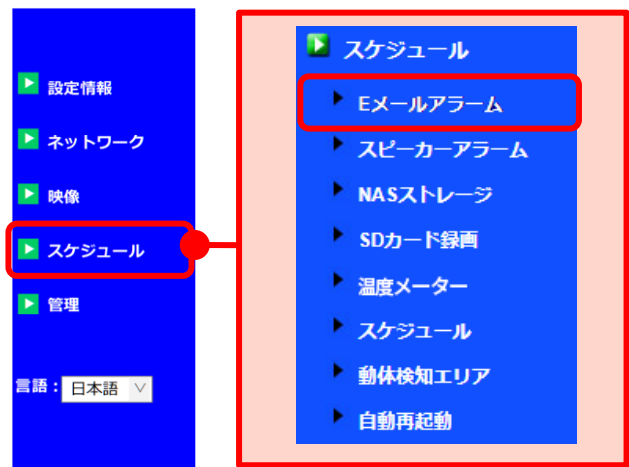 設定情報
ネットワーク
映像
スケジュール
管理
言語：日本語
スケジュール
Eメールアラーム
スピーカーアラーム
NASストレージ
SDカード録画
温度メーター
スケジュール
動体検知エリア
自動再起動